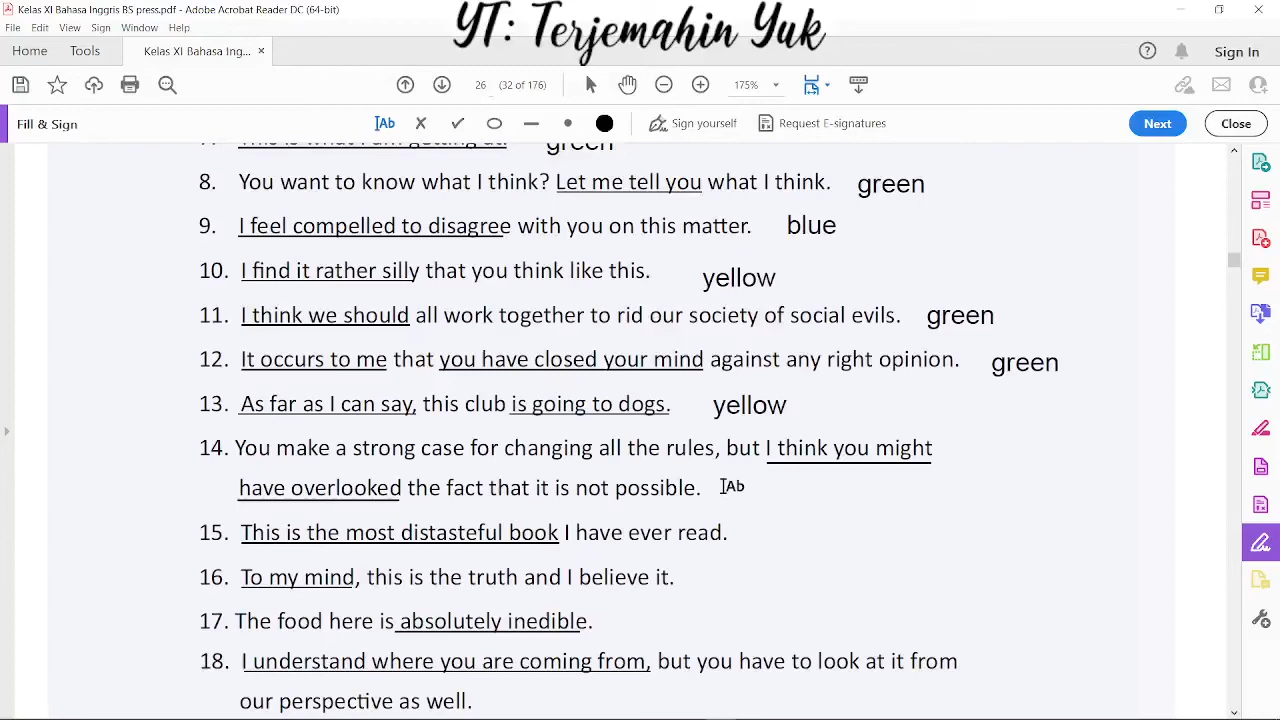 Kelas XI Bahasa Inggris BS press.pdf - Adobe Acrobat Reader DC (64-bit)
YT: Terjemahin Yuk
File Edit View Sign Window Help
Home Tools Kelas XI Bahasa Ing... × Sign In
26 (32 of 176) 175%
Fill & Sign Ab Sign yourself Request E-signatures Next Close
7. This is what I am getting at. green
8. You want to know what I think? Let me tell you what I think. green
9. I feel compelled to disagree with you on this matter. blue
10. I find it rather silly that you think like this. yellow
11. I think we should all work together to rid our society of social evils. green
12. It occurs to me that you have closed your mind against any right opinion. green
13. As far as I can say, this club is going to dogs. yellow
14. You make a strong case for changing all the rules, but I think you might
have overlooked the fact that it is not possible. Ab
15. This is the most distasteful book I have ever read.
16. To my mind, this is the truth and I believe it.
17. The food here is absolutely inedible.
18. I understand where you are coming from, but you have to look at it from
our perspective as well.